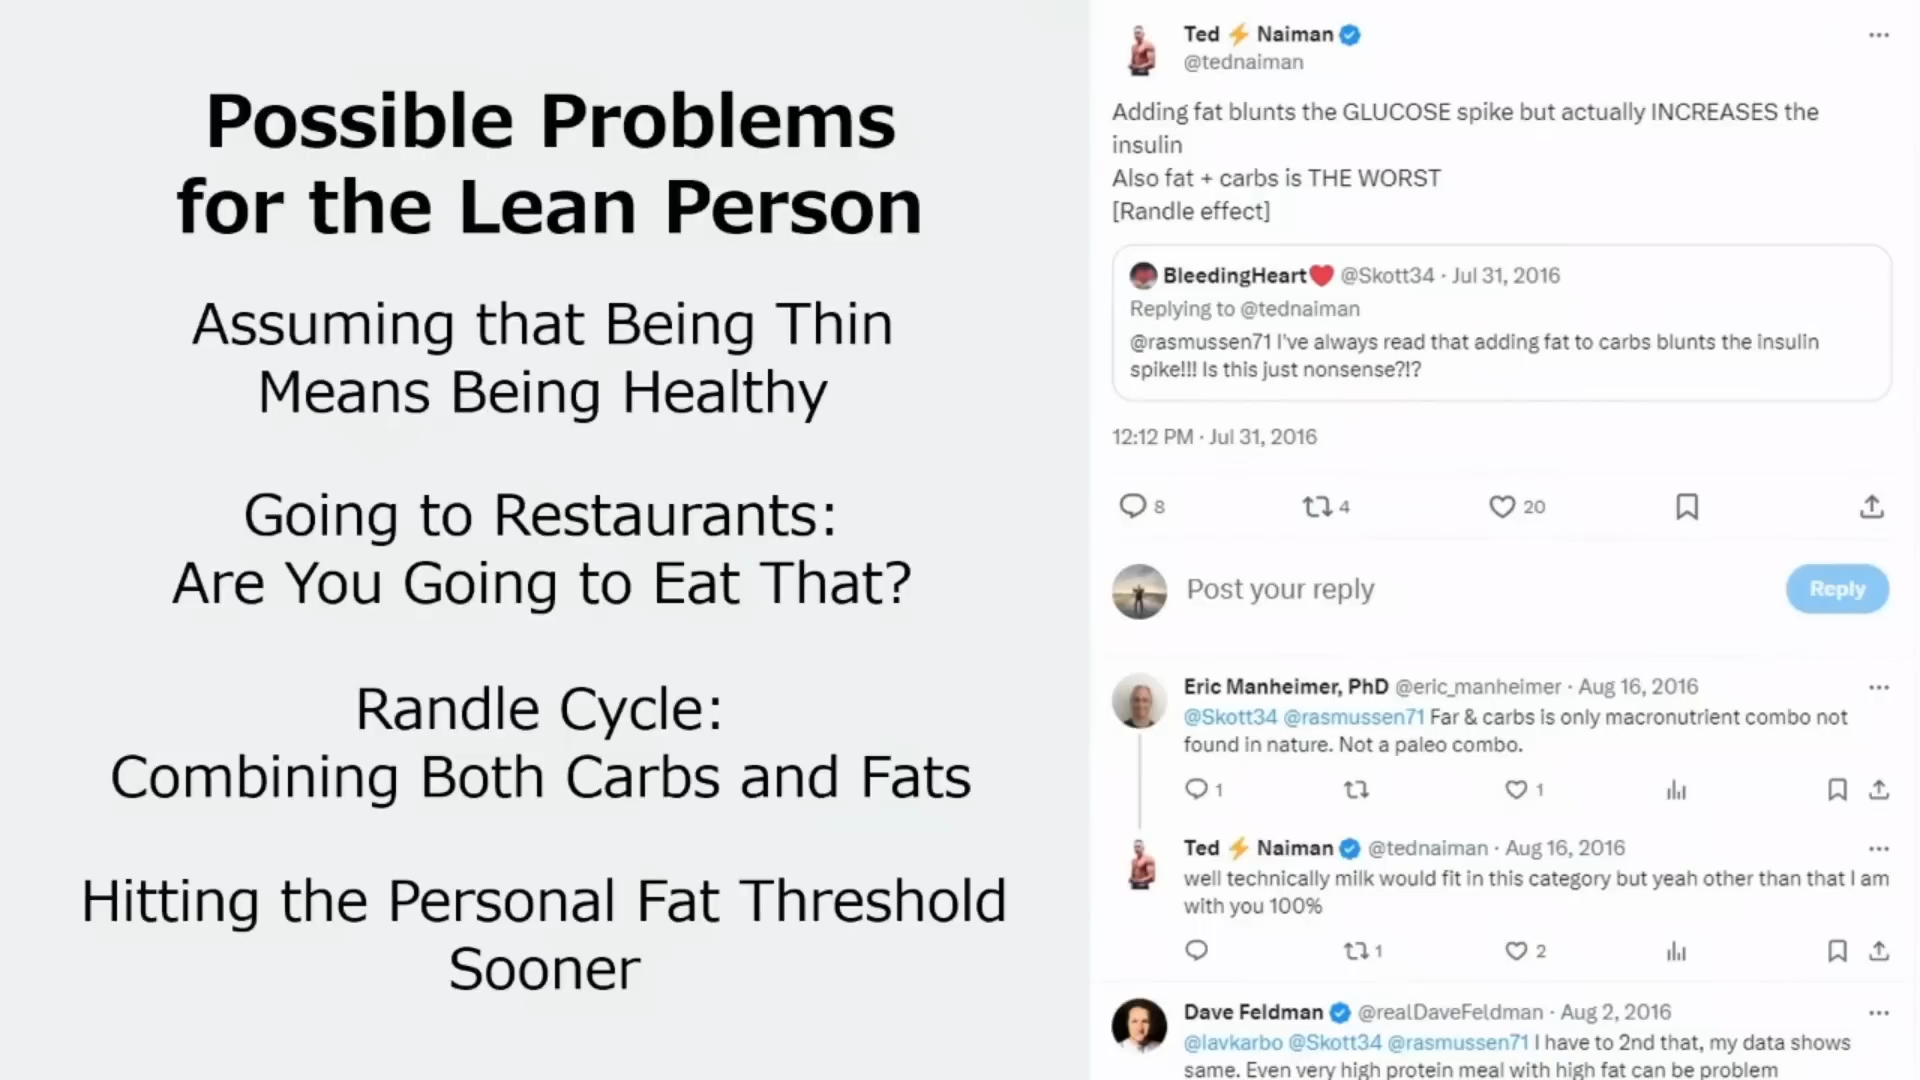 Possible Problems
for the Lean Person
Assuming that Being Thin
Means Being Healthy
Going to Restaurants:
Are You Going to Eat That?
Randle Cycle:
Combining Both Carbs and Fats
Hitting the Personal Fat Threshold
Sooner
Ted ⚡ Naiman
@tednaiman
Adding fat blunts the GLUCOSE spike but actually INCREASES the
insulin
Also fat + carbs is THE WORST
[Randle effect]
BleedingHeart❤️ @Skott34 · Jul 31, 2016
Replying to @tednaiman
@rasmussen71 I've always read that adding fat to carbs blunts the insulin
spike!!! Is this just nonsense?!?
12:12 PM · Jul 31, 2016
8 4 20
Post your reply
Reply
Eric Manheimer, PhD @eric_manheimer · Aug 16, 2016
@Skott34 @rasmussen71 Far & carbs is only macronutrient combo not
found in nature. Not a paleo combo.
1 1
Ted ⚡ Naiman @tednaiman · Aug 16, 2016
well technically milk would fit in this category but yeah other than that I am
with you 100%
1 2
Dave Feldman @realDaveFeldman · Aug 2, 2016
@lavkarbo @Skott34 @rasmussen71 I have to 2nd that, my data shows
same. Even very high protein meal with high fat can be problem